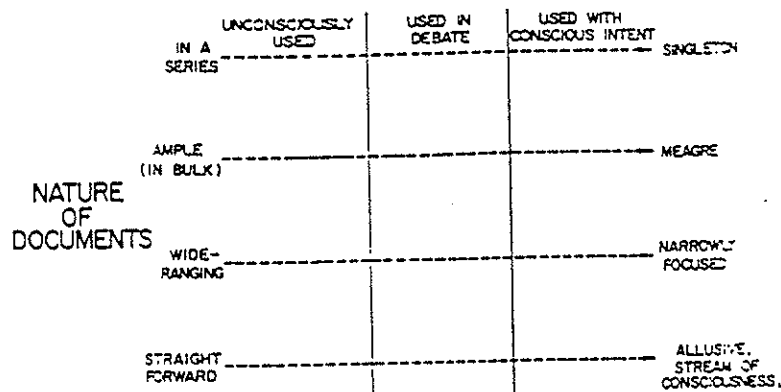 UNCONSCIOUSLY
USED
USED IN
DEBATE
USED WITH
CONSCIOUS INTENT
IN A
SERIES
SINGLETON
AMPLE
(IN BULK)
MEAGRE
NATURE
OF
DOCUMENTS
WIDE-
RANGING
NARROWLY
FOCUSED
STRAIGHT
FORWARD
ALLUSIVE,
STREAM OF
CONSCIOUSNESS,